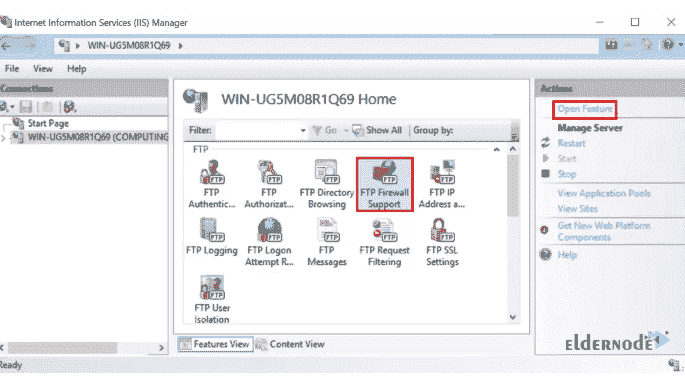 Internet Information Services (IIS) Manager
WIN-UG5M08R1Q69
File View Help
Connections
Start Page
WIN-UG5M08R1Q69 (COMPUTING
WIN-UG5M08R1Q69 Home
Filter: Go Show All Group by:
FTP
FTP Authentic...
FTP Authorizat...
FTP Directory Browsing
FTP Firewall Support
FTP IP Address a...
FTP Logging
FTP Logon Attempt R...
FTP Messages
FTP Request Filtering
FTP SSL Settings
FTP User Isolation
Features View Content View
Ready
Actions
Open Feature
Manage Server
Restart
Start
Stop
View Application Pools
View Sites
Get New Web Platform
Components
Help
eldernode